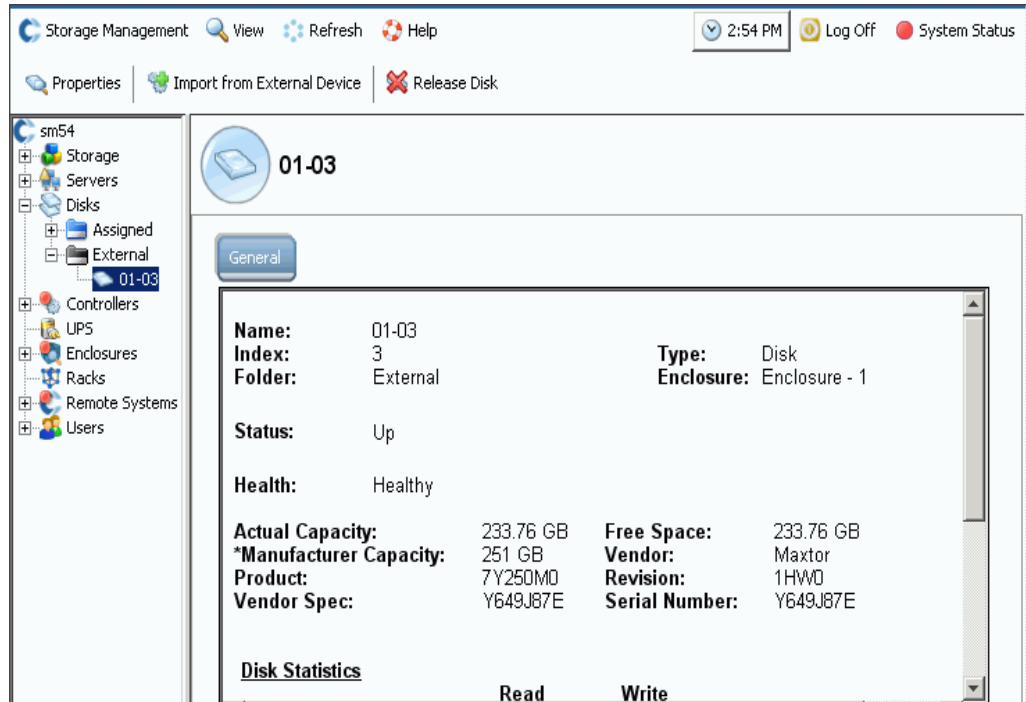 Storage Management View Refresh Help 2:54 PM Log Off System Status
Properties Import from External Device Release Disk
sm54
Storage
Servers
Disks
Assigned
External
01-03
Controllers
UPS
Enclosures
Racks
Remote Systems
Users
01-03
General
Name: 01-03
Index: 3 Type: Disk
Folder: External Enclosure: Enclosure - 1
Status: Up
Health: Healthy
Actual Capacity: 233.76 GB Free Space: 233.76 GB
*Manufacturer Capacity: 251 GB Vendor: Maxtor
Product: 7Y250M0 Revision: 1HW0
Vendor Spec: Y649J87E Serial Number: Y649J87E
Disk Statistics
Read Write